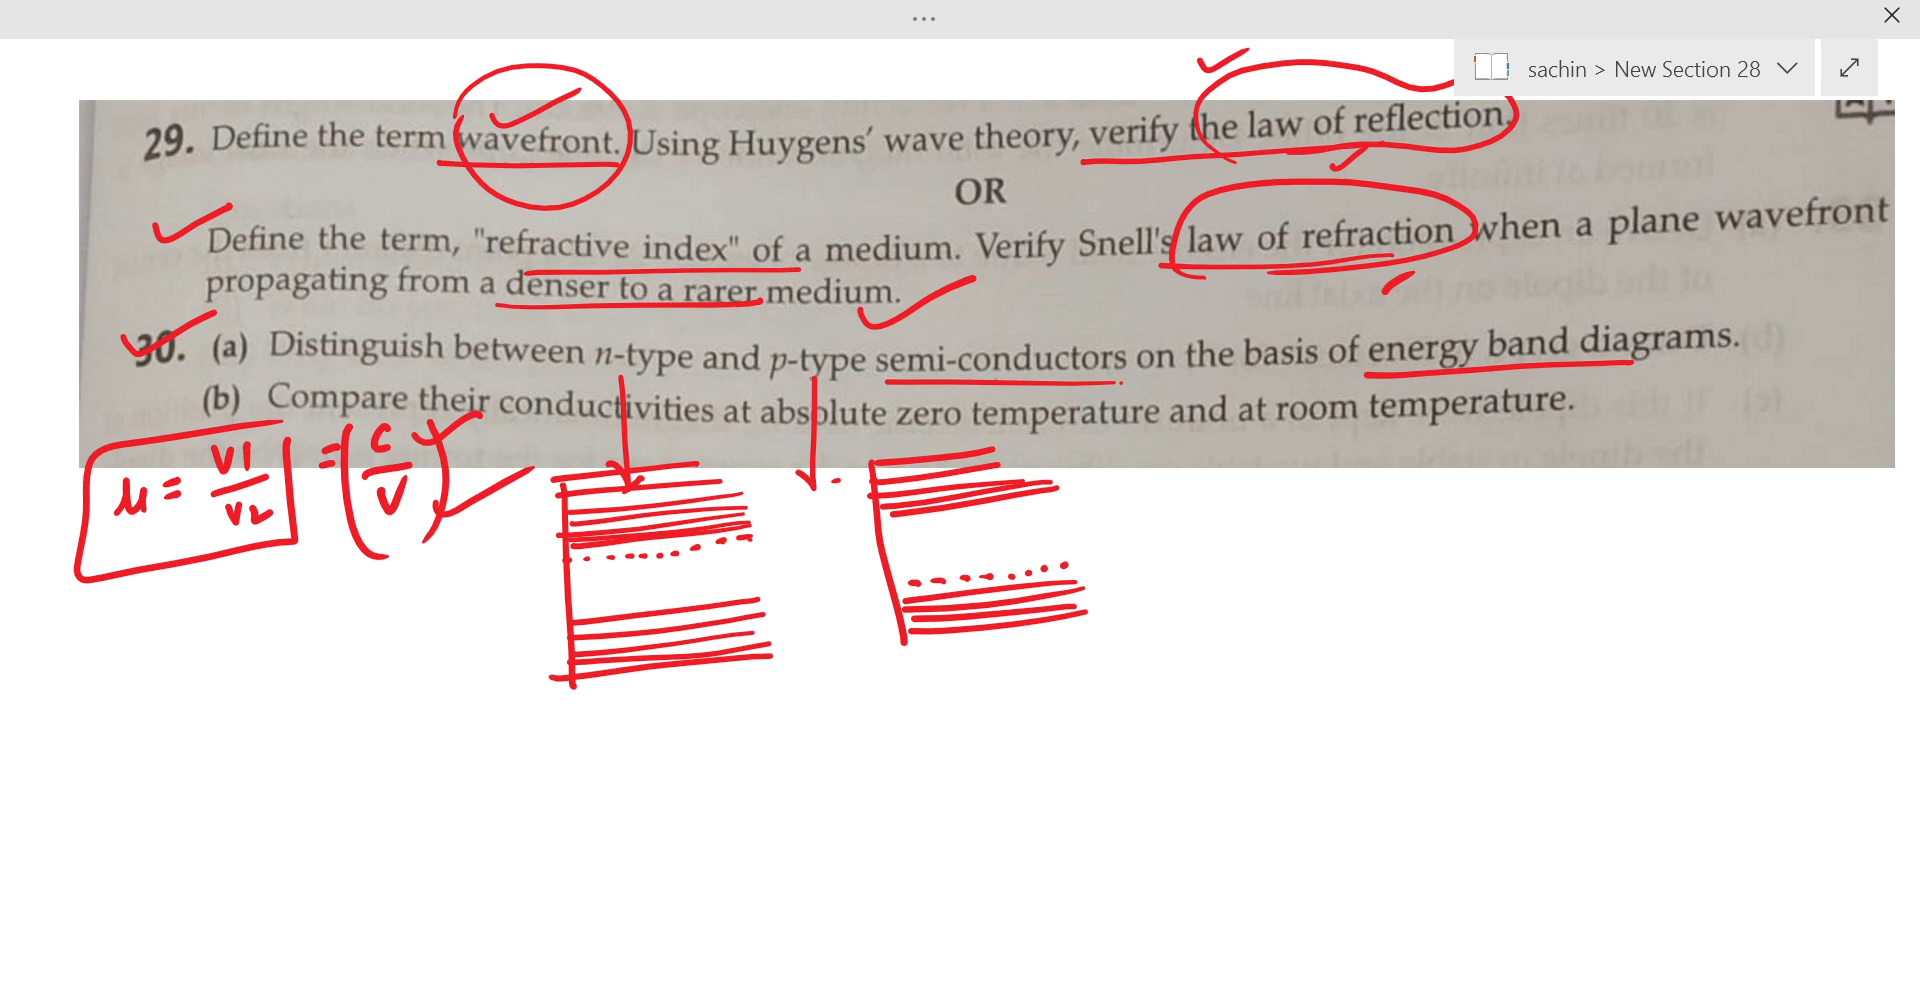 sachin > New Section 28
29. Define the term wavefront. Using Huygens' wave theory, verify the law of reflection.
OR
Define the term, "refractive index" of a medium. Verify Snell's law of refraction when a plane wavefront
propagating from a denser to a rarer medium.
30. (a) Distinguish between n-type and p-type semi-conductors on the basis of energy band diagrams.
(b) Compare their conductivities at absolute zero temperature and at room temperature.
μ = v1/v2 = (c/v)